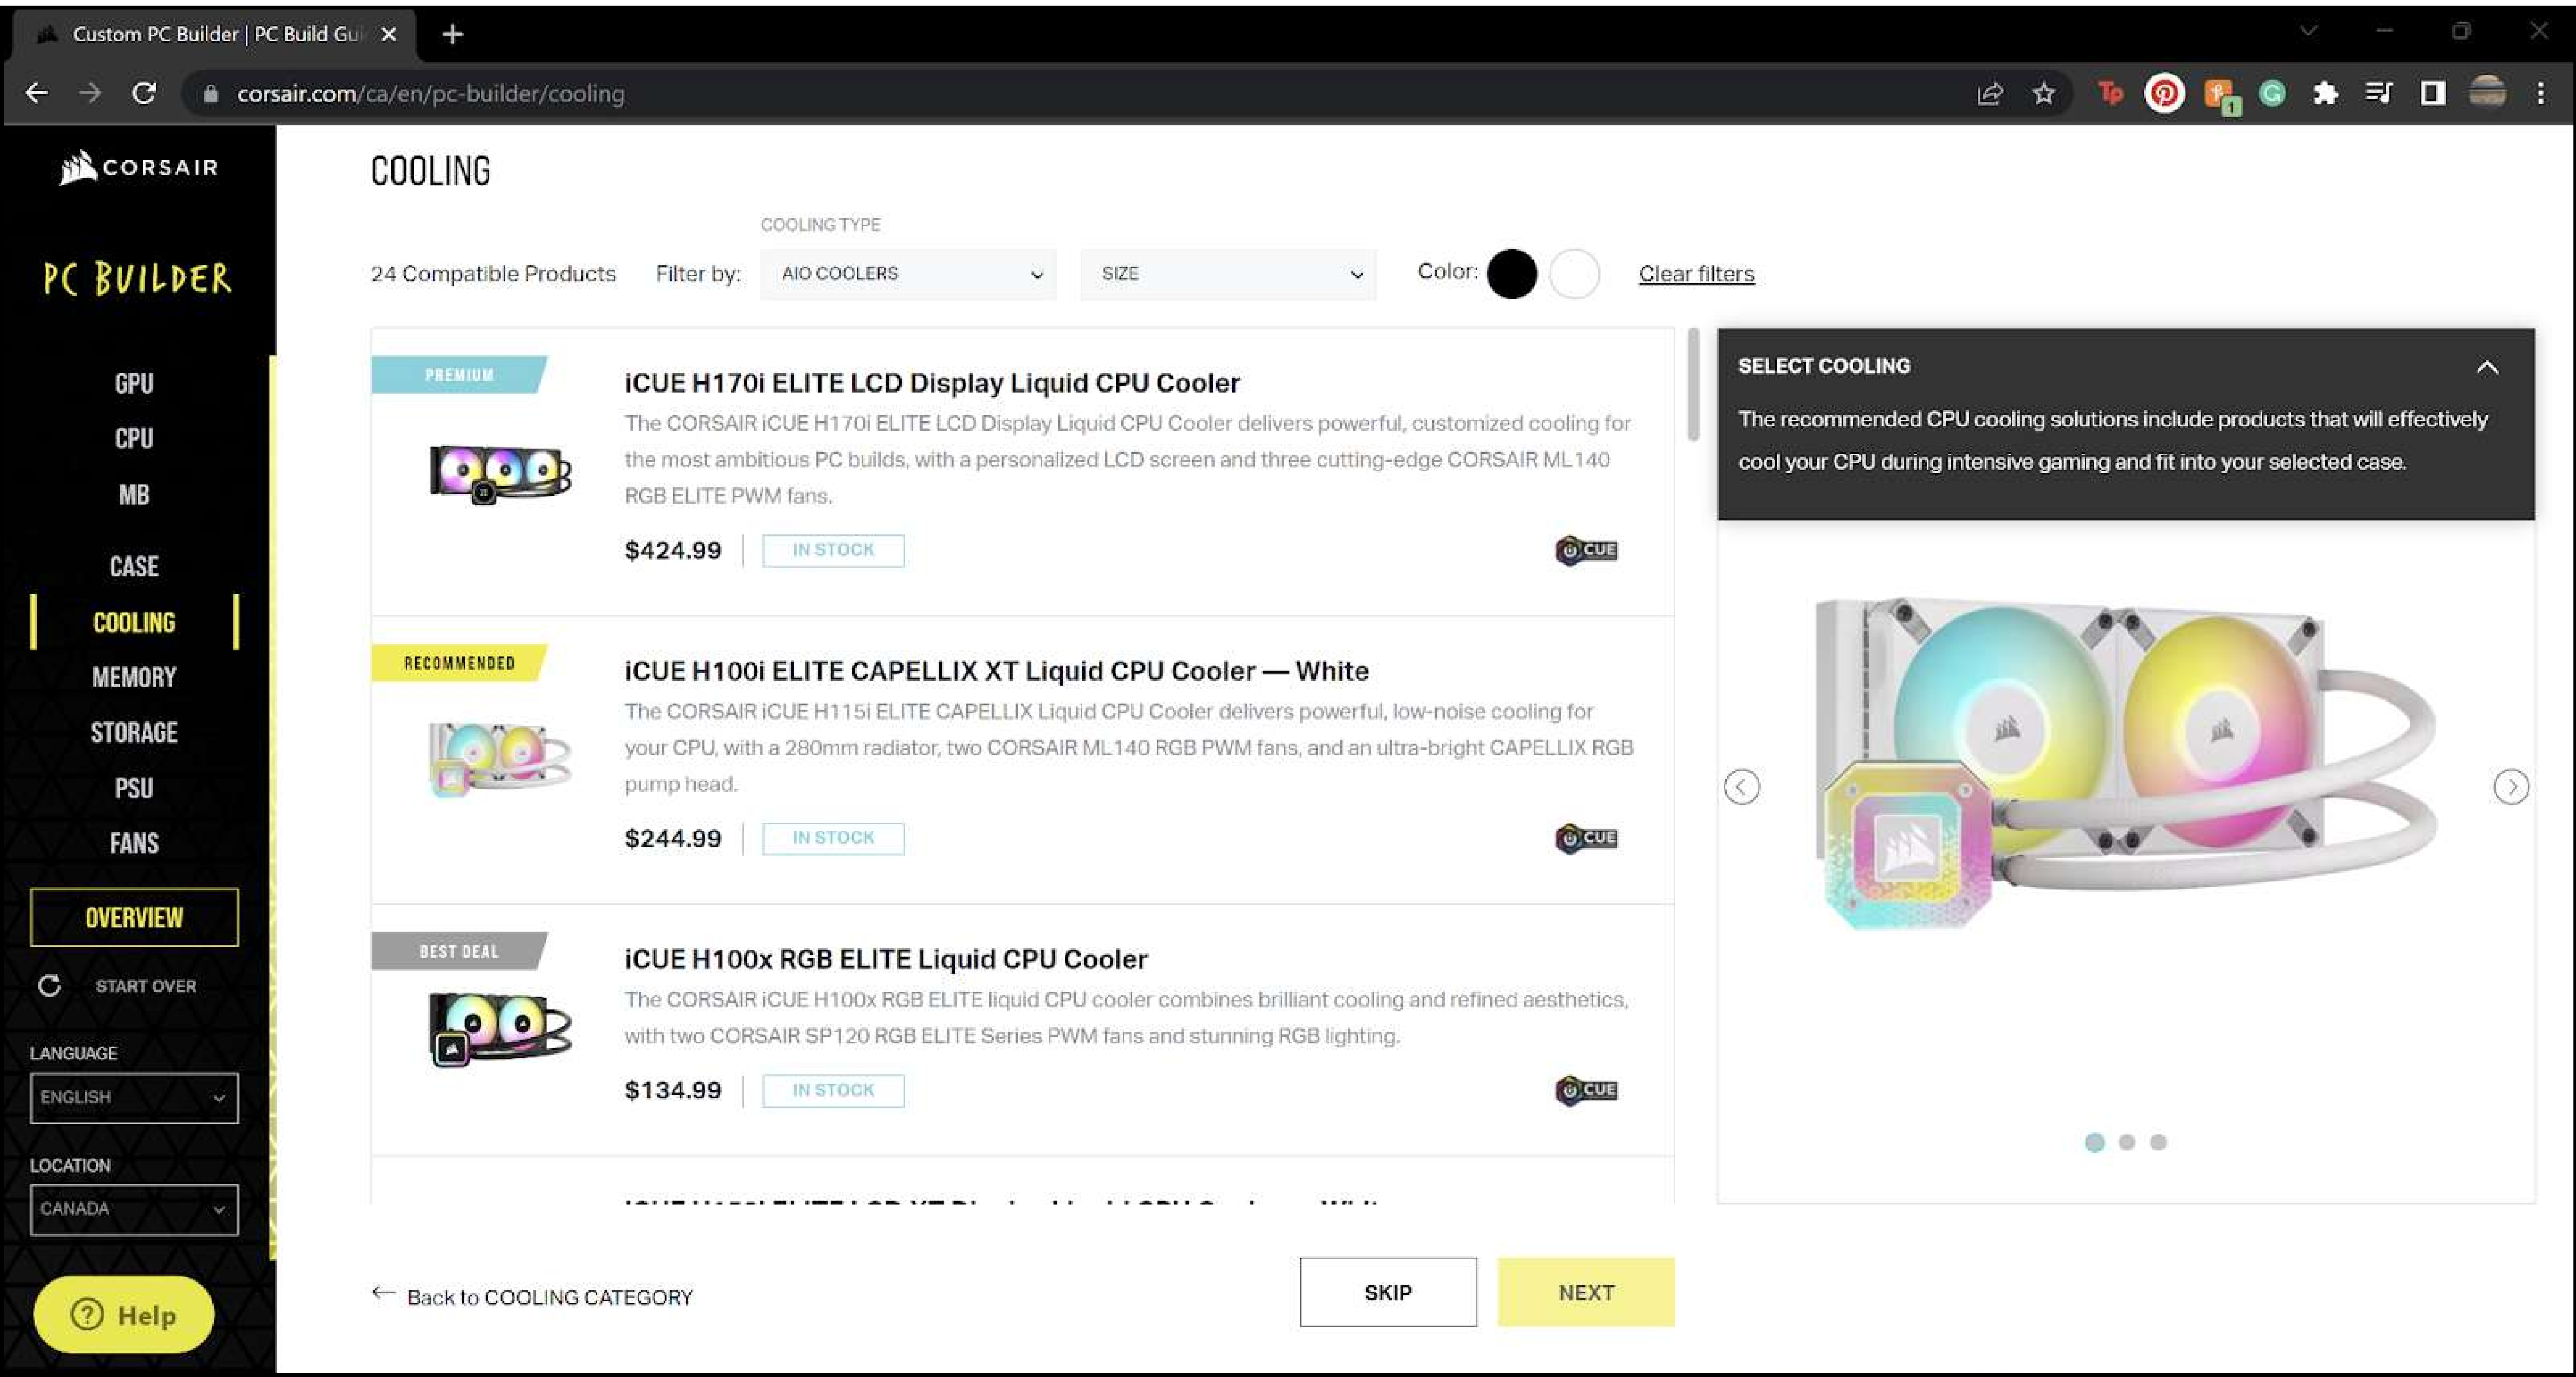 Custom PC Builder | PC Build Gui
corsair.com/ca/en/pc-builder/cooling
Tp
1
CORSAIR
PC BUILDER
GPU
CPU
MB
CASE
COOLING
MEMORY
STORAGE
PSU
FANS
OVERVIEW
START OVER
LANGUAGE
ENGLISH
LOCATION
CANADA
Help
COOLING
COOLING TYPE
24 Compatible Products Filter by: AIO COOLERS SIZE Color: Clear filters
PREMIUM
iCUE H170i ELITE LCD Display Liquid CPU Cooler
The CORSAIR iCUE H170i ELITE LCD Display Liquid CPU Cooler delivers powerful, customized cooling for
the most ambitious PC builds, with a personalized LCD screen and three cutting-edge CORSAIR ML140
RGB ELITE PWM fans.
$424.99 IN STOCK
CUE
RECOMMENDED
iCUE H100i ELITE CAPELLIX XT Liquid CPU Cooler — White
The CORSAIR iCUE H115i ELITE CAPELLIX Liquid CPU Cooler delivers powerful, low-noise cooling for
your CPU, with a 280mm radiator, two CORSAIR ML140 RGB PWM fans, and an ultra-bright CAPELLIX RGB
pump head.
$244.99 IN STOCK
CUE
BEST DEAL
iCUE H100x RGB ELITE Liquid CPU Cooler
The CORSAIR iCUE H100x RGB ELITE liquid CPU cooler combines brilliant cooling and refined aesthetics,
with two CORSAIR SP120 RGB ELITE Series PWM fans and stunning RGB lighting.
$134.99 IN STOCK
CUE
Back to COOLING CATEGORY
SKIP
NEXT
SELECT COOLING
The recommended CPU cooling solutions include products that will effectively
cool your CPU during intensive gaming and fit into your selected case.